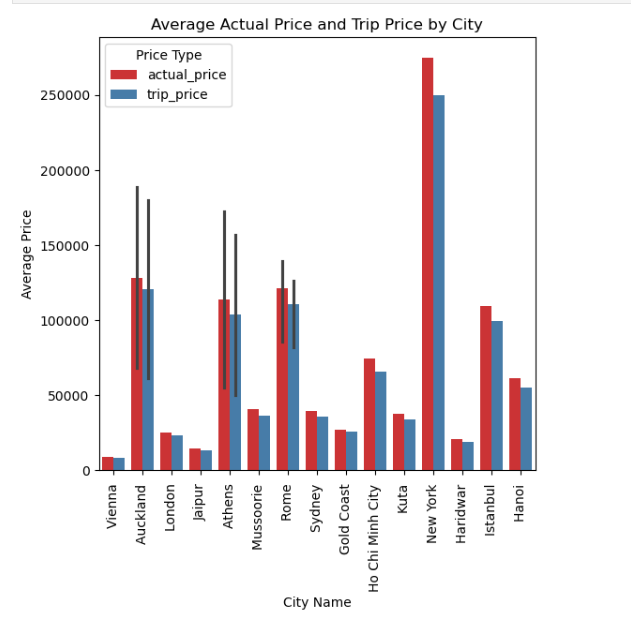 Average Actual Price and Trip Price by City
Price Type
actual_price
trip_price
Average Price
250000
200000
150000
100000
50000
0
Vienna
Auckland
London
Jaipur
Athens
Mussoorie
Rome
Sydney
Gold Coast
Ho Chi Minh City
Kuta
New York
Haridwar
Istanbul
Hanoi
City Name